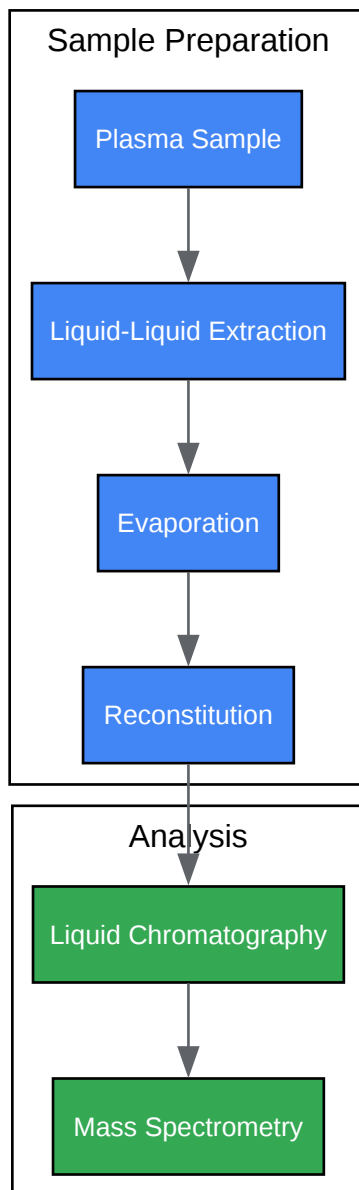 Sample Preparation
Plasma Sample
Liquid-Liquid Extraction
Evaporation
Reconstitution
Analysis
Liquid Chromatography
Mass Spectrometry